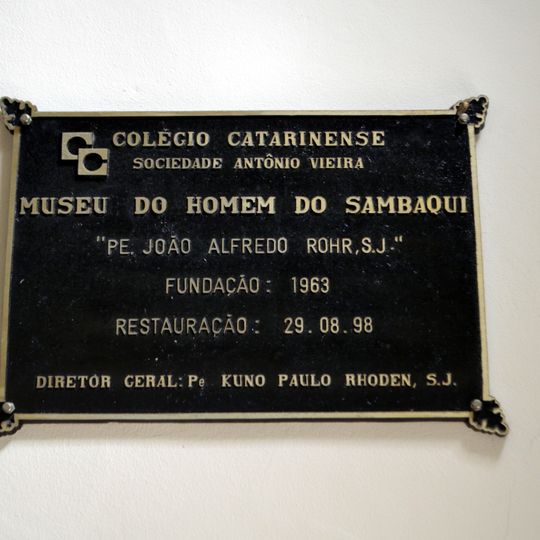 COLÉGIO CATARINENSE
SOCIEDADE ANTÔNIO VIEIRA
MUSEU DO HOMEM DO SAMBAQUI
"PE. JOÃO ALFREDO ROHR, S.J."
FUNDAÇÃO: 1963
RESTAURAÇÃO: 29.08.98
DIRETOR GERAL: Pe KUNO PAULO RHODEN, S.J.